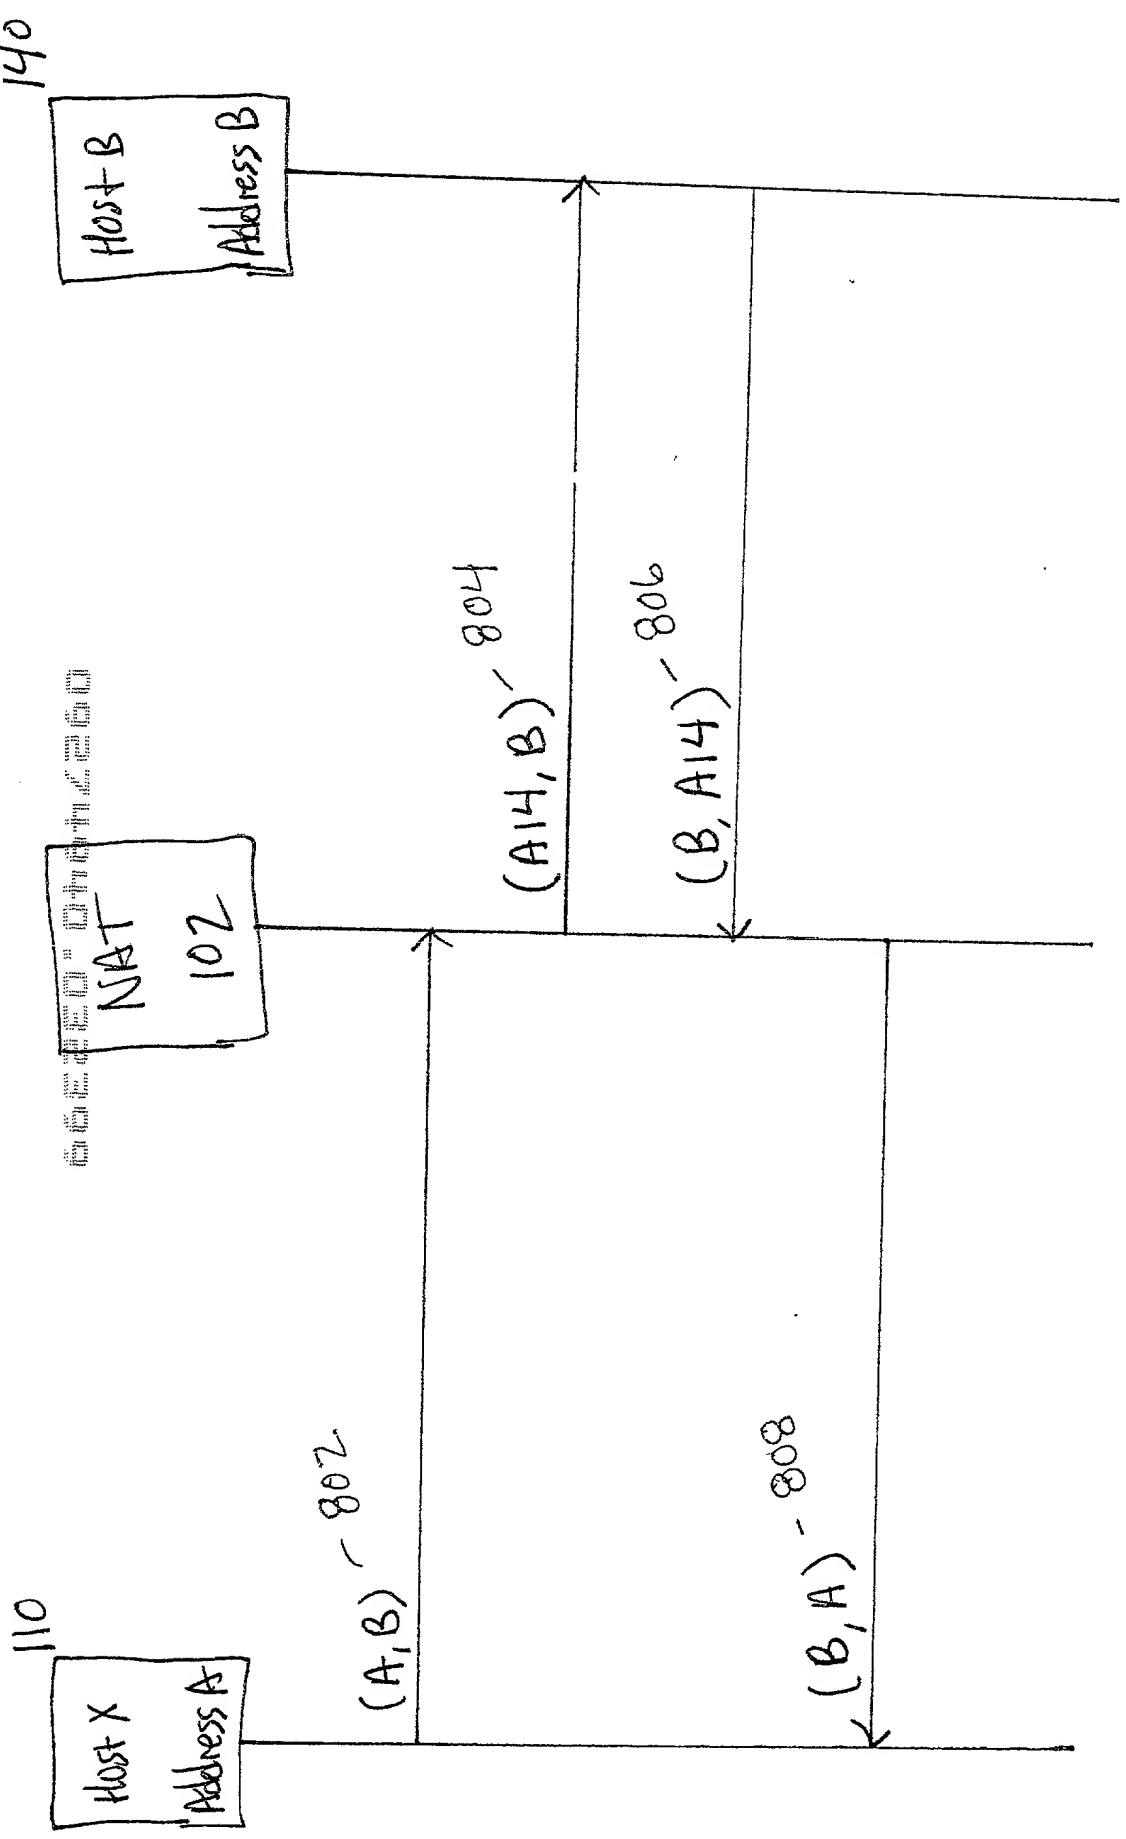 110
Host X
Address A
NAT
102
140
Host B
Address B
(A,B) - 802
(A14, B) - 804
(B, A14) - 806
(B, A) - 808